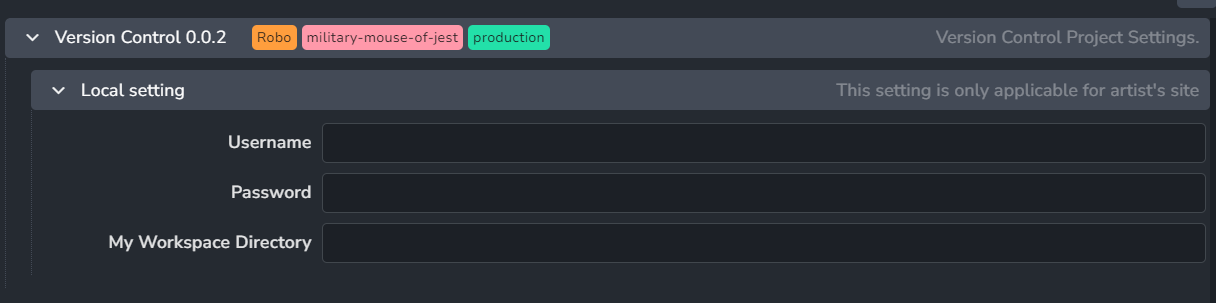 Version Control 0.0.2 Robo military-mouse-of-jest production Version Control Project Settings.
Local setting This setting is only applicable for artist's site
Username
Password
My Workspace Directory